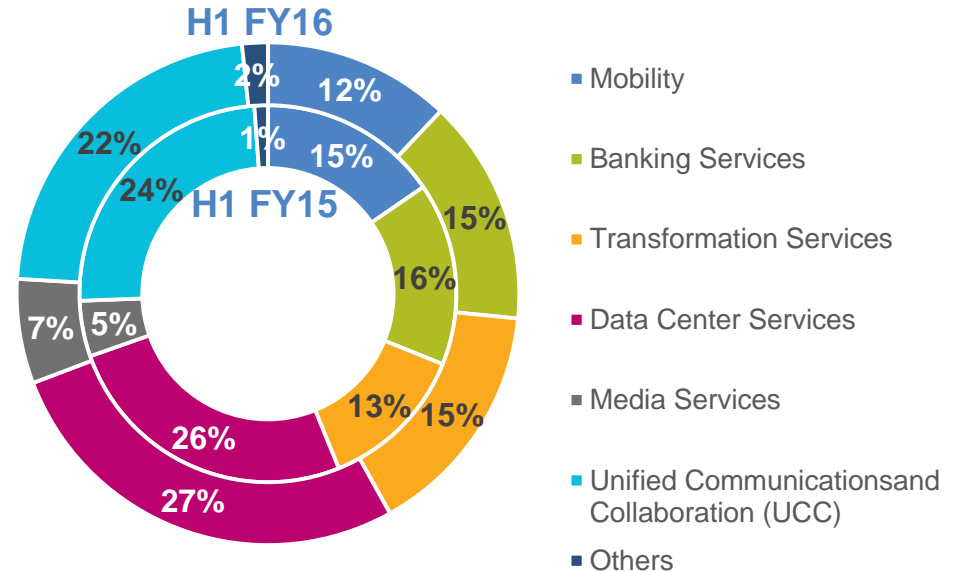 H1 FY16
2%
12%
22%
1%
15%
24%
H1 FY15
15%
16%
7%
5%
13%
15%
26%
27%
Mobility
Banking Services
Transformation Services
Data Center Services
Media Services
Unified Communicationsand
Collaboration (UCC)
Others